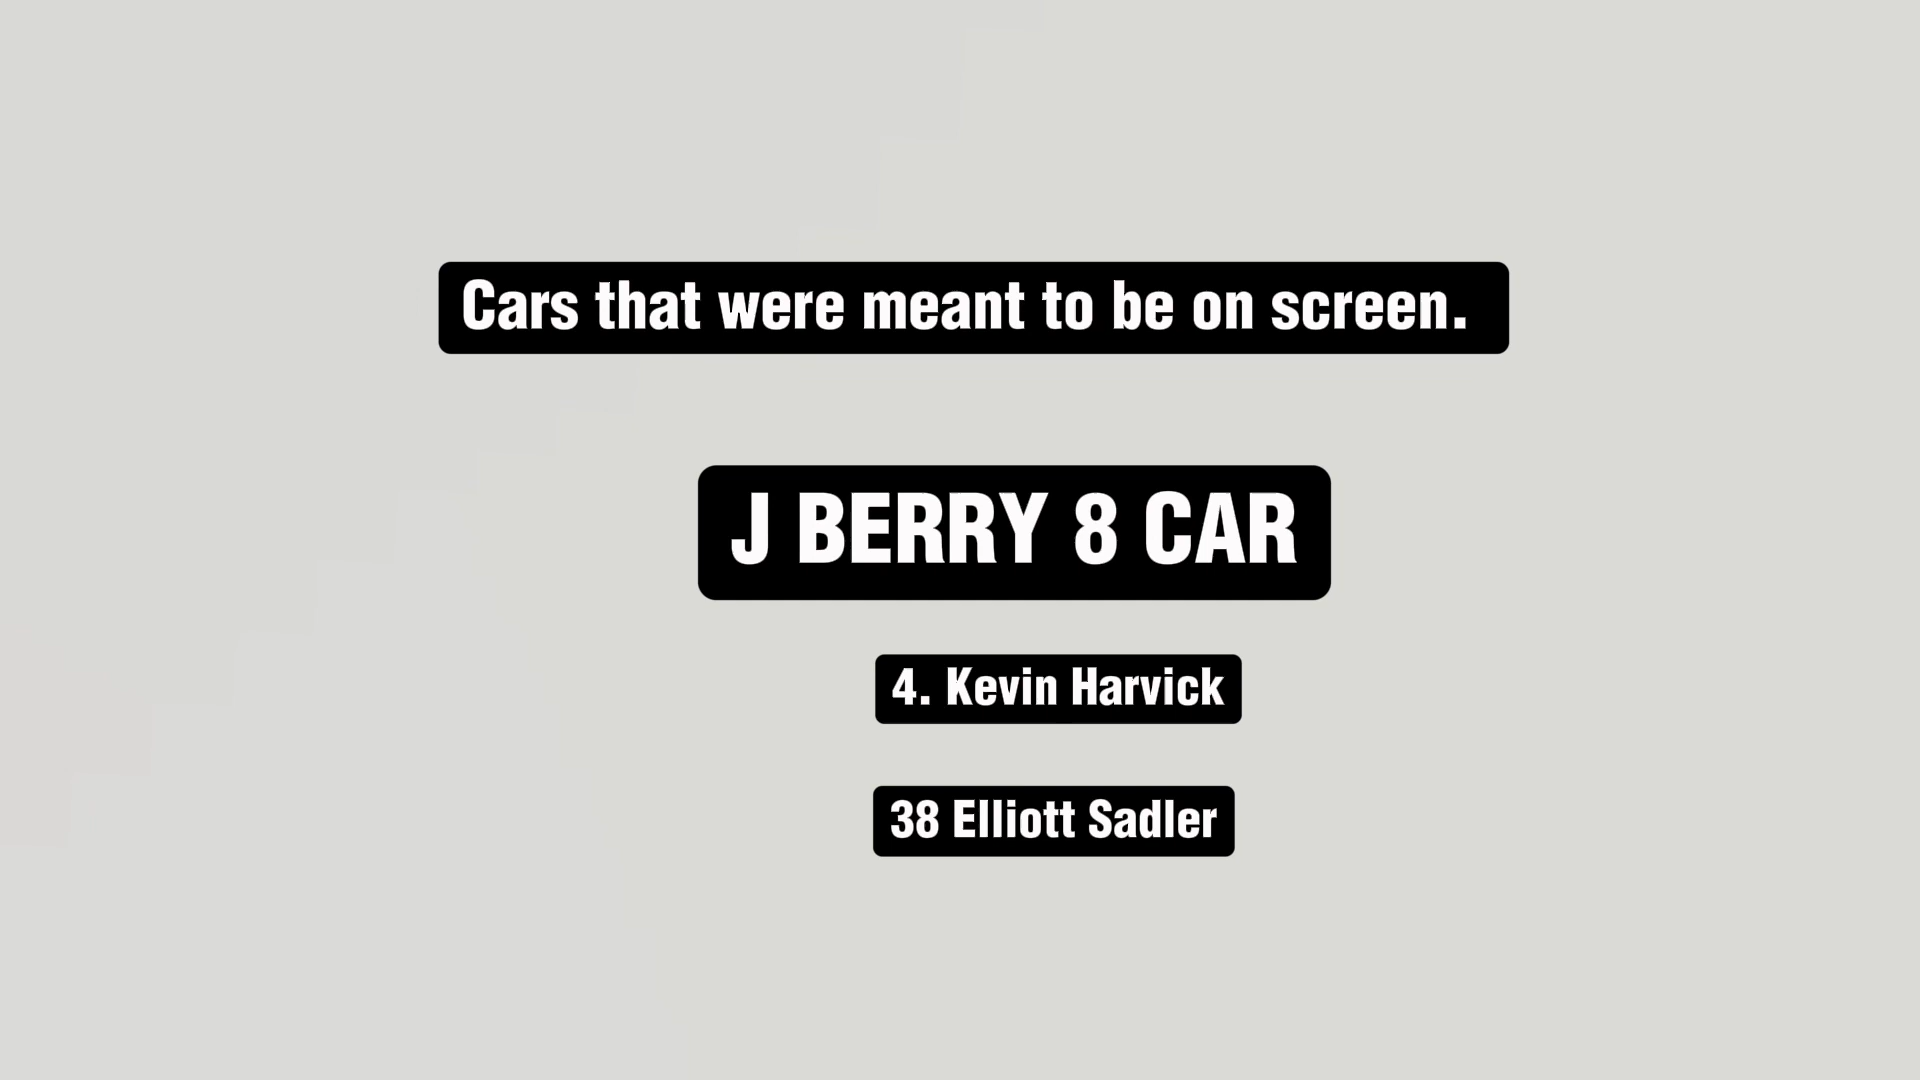 Cars that were meant to be on screen.
J BERRY 8 CAR
4. Kevin Harvick
38 Elliott Sadler